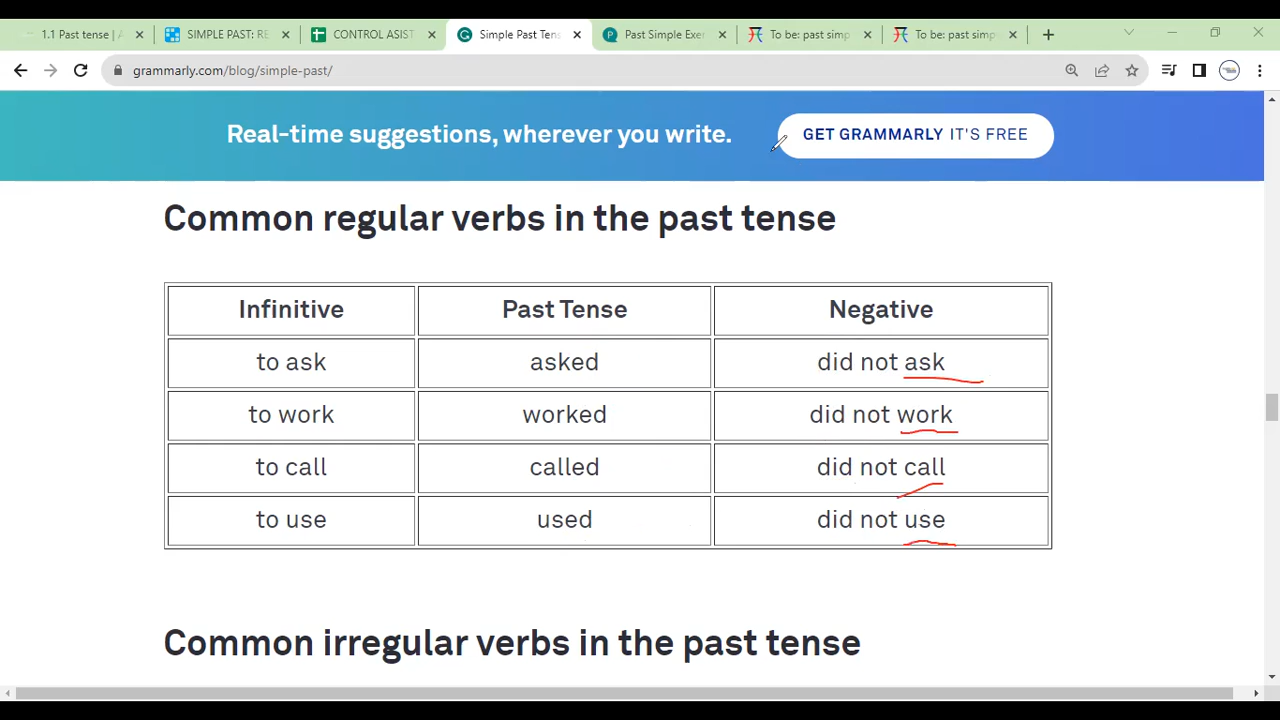 1.1 Past tense |
SIMPLE PAST: RE
CONTROL ASIST
Simple Past Tens
Past Simple Exer
To be: past simp
To be: past simp
grammarly.com/blog/simple-past/
Real-time suggestions, wherever you write.
GET GRAMMARLY IT'S FREE
Common regular verbs in the past tense
Infinitive Past Tense Negative
to ask asked did not ask
to work worked did not work
to call called did not call
to use used did not use
Common irregular verbs in the past tense